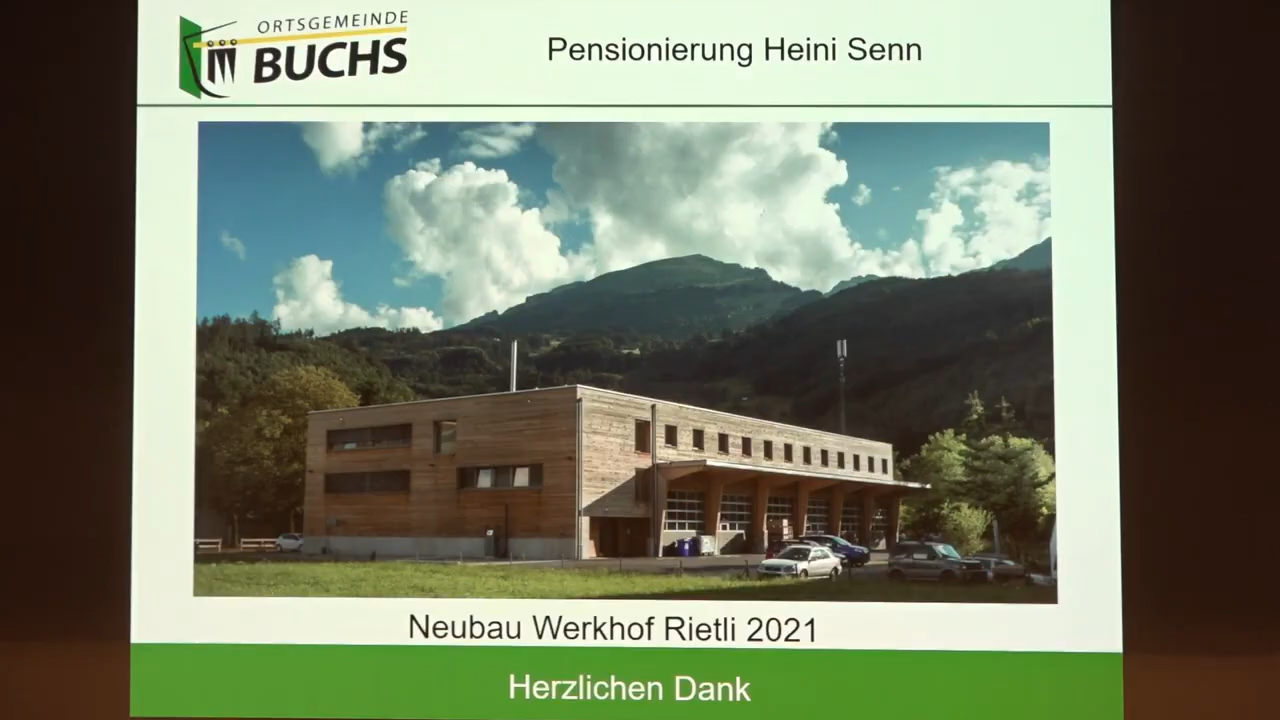 ORTSGEMEINDE
BUCHS
Pensionierung Heini Senn
Neubau Werkhof Rietli 2021
Herzlichen Dank